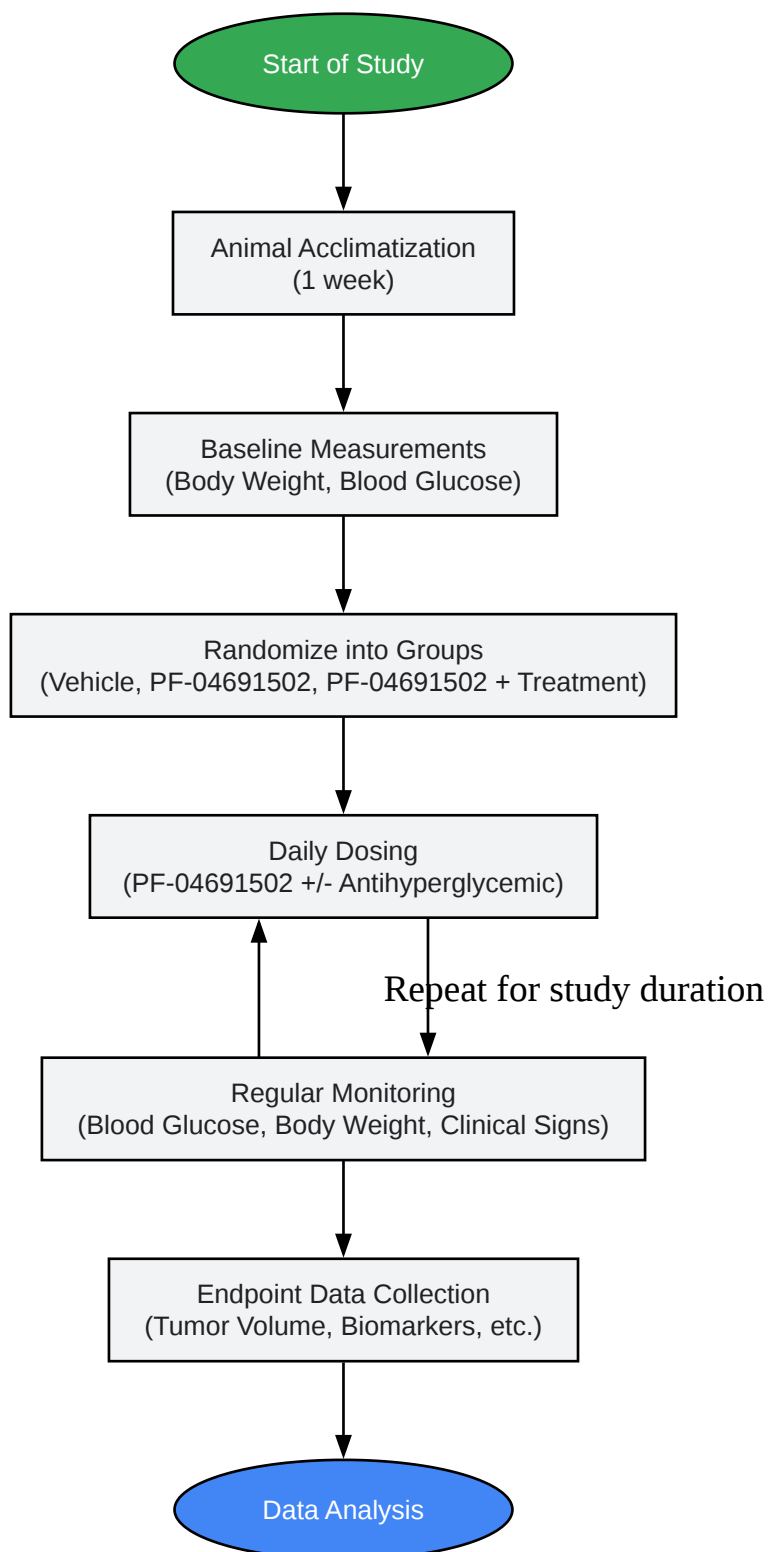 Start of Study
Animal Acclimatization
(1 week)
Baseline Measurements
(Body Weight, Blood Glucose)
Randomize into Groups
(Vehicle, PF-04691502, PF-04691502 + Treatment)
Daily Dosing
(PF-04691502 +/- Antihyperglycemic)
Repeat for study duration
Regular Monitoring
(Blood Glucose, Body Weight, Clinical Signs)
Endpoint Data Collection
(Tumor Volume, Biomarkers, etc.)
Data Analysis